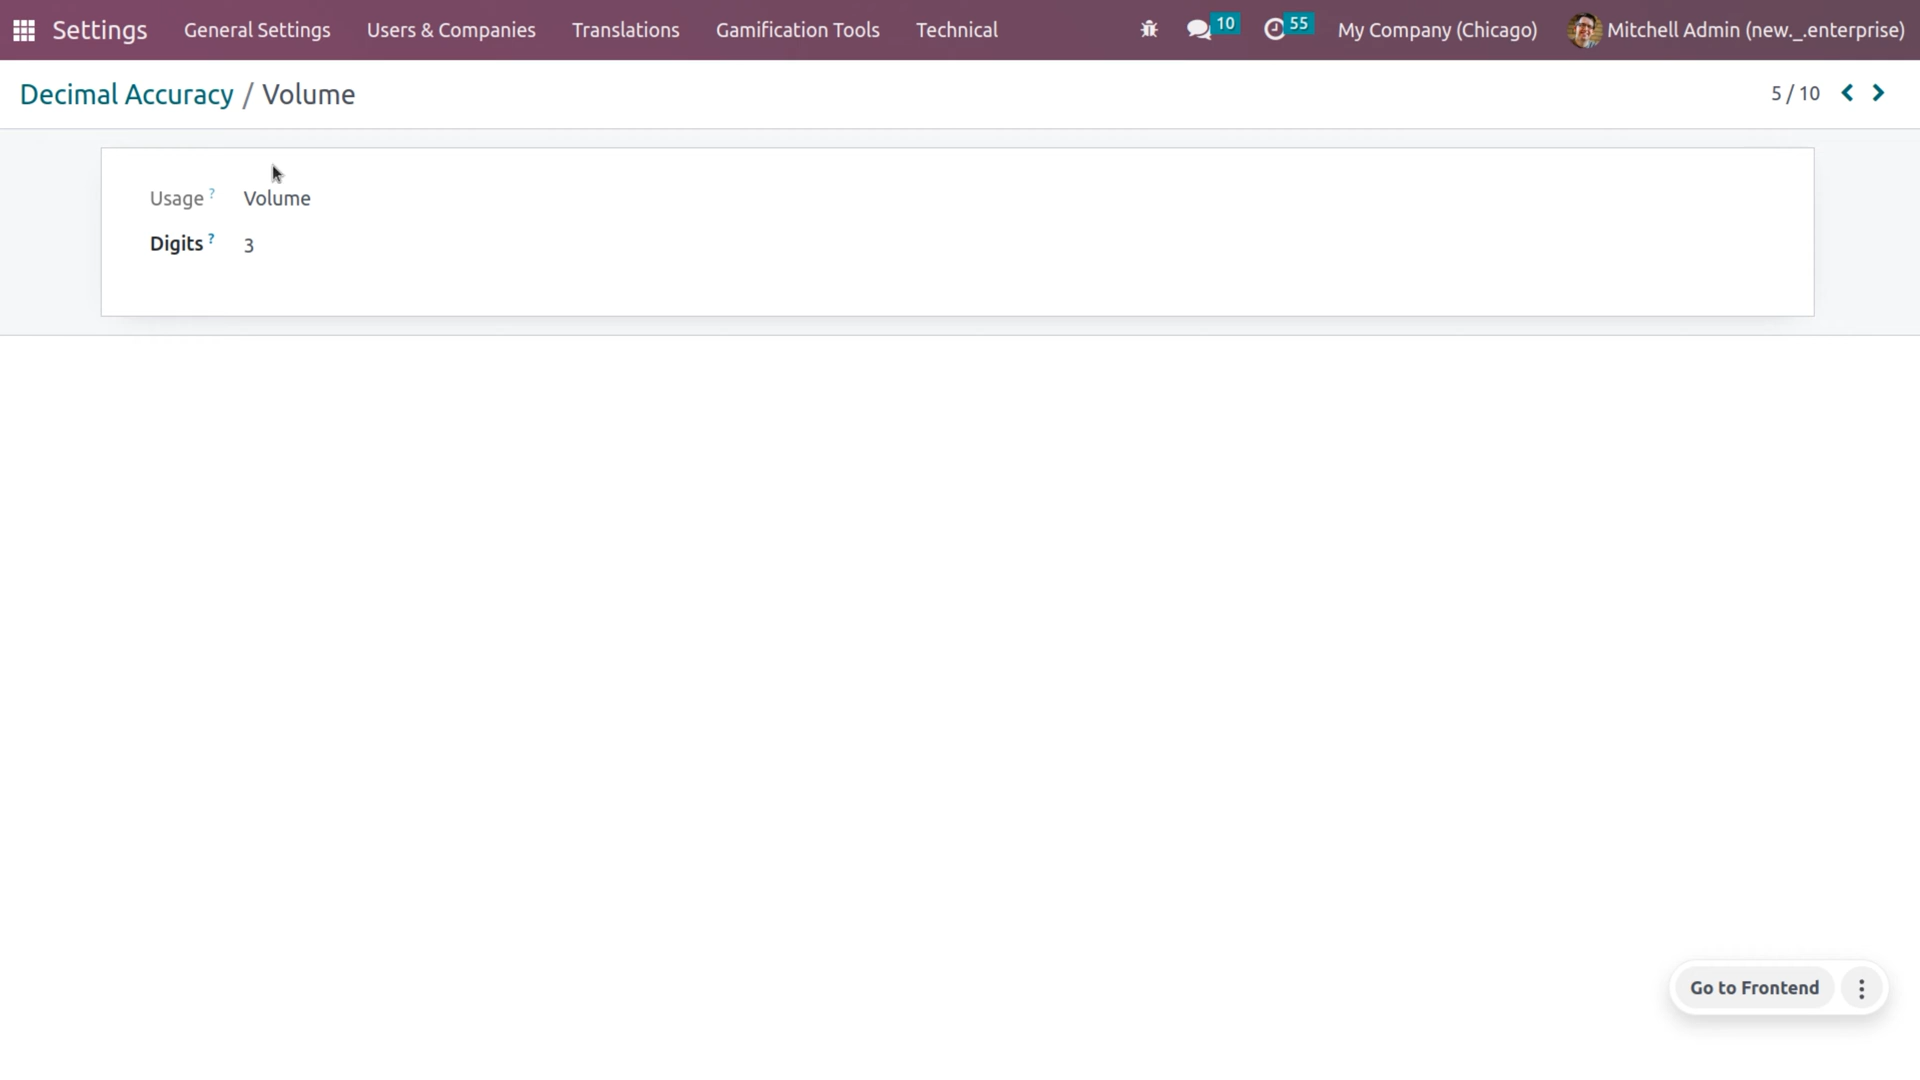 Settings General Settings Users & Companies Translations Gamification Tools Technical 10 55 My Company (Chicago) Mitchell Admin (new._.enterprise)
Decimal Accuracy / Volume 5 / 10
Usage ? Volume
Digits ? 3
Go to Frontend